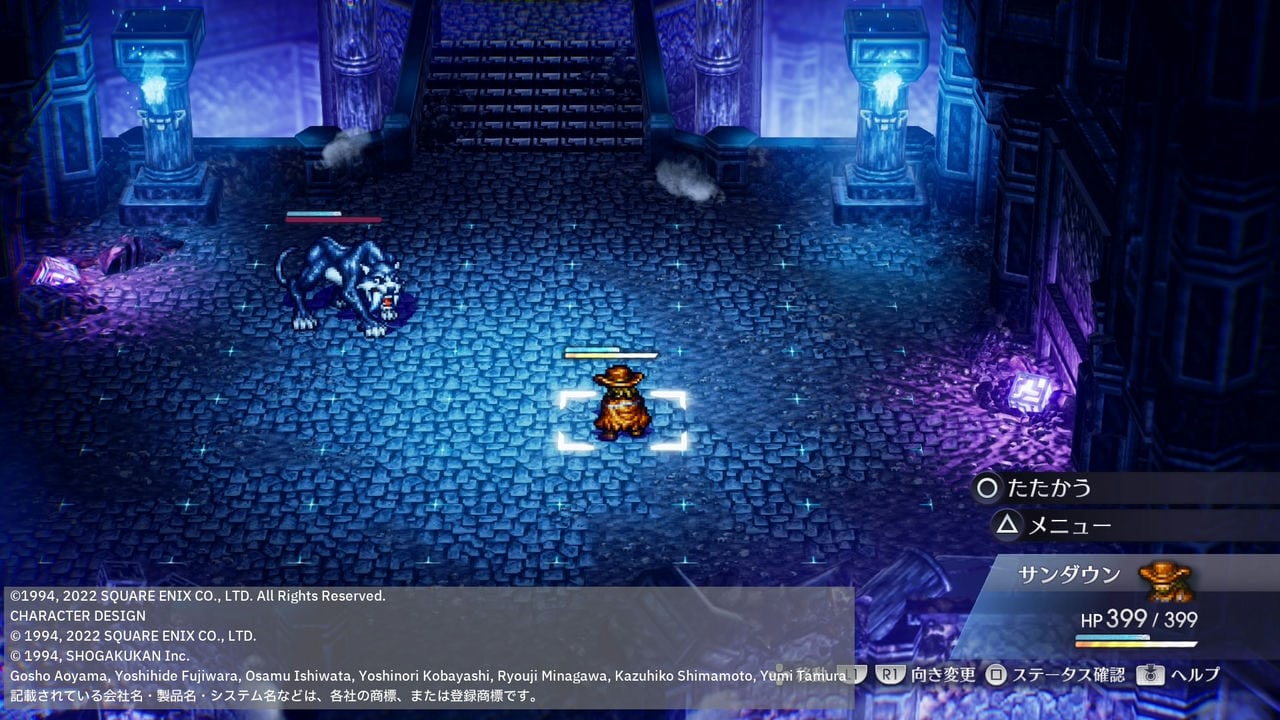 たたかう
メニュー
サンダウン
HP 399 / 399
©1994, 2022 SQUARE ENIX CO., LTD. All Rights Reserved.
CHARACTER DESIGN
© 1994, 2022 SQUARE ENIX CO., LTD.
© 1994, SHOGAKUKAN Inc.
Gosho Aoyama, Yoshihide Fujiwara, Osamu Ishiwata, Yoshinori Kobayashi, Ryouji Minagawa, Kazuhiko Shimamoto, Yumi Tamura
移動 L1 R1 向き変更 ステータス確認 ヘルプ
記載されている会社名・製品名・システム名などは、各社の商標、または登録商標です。